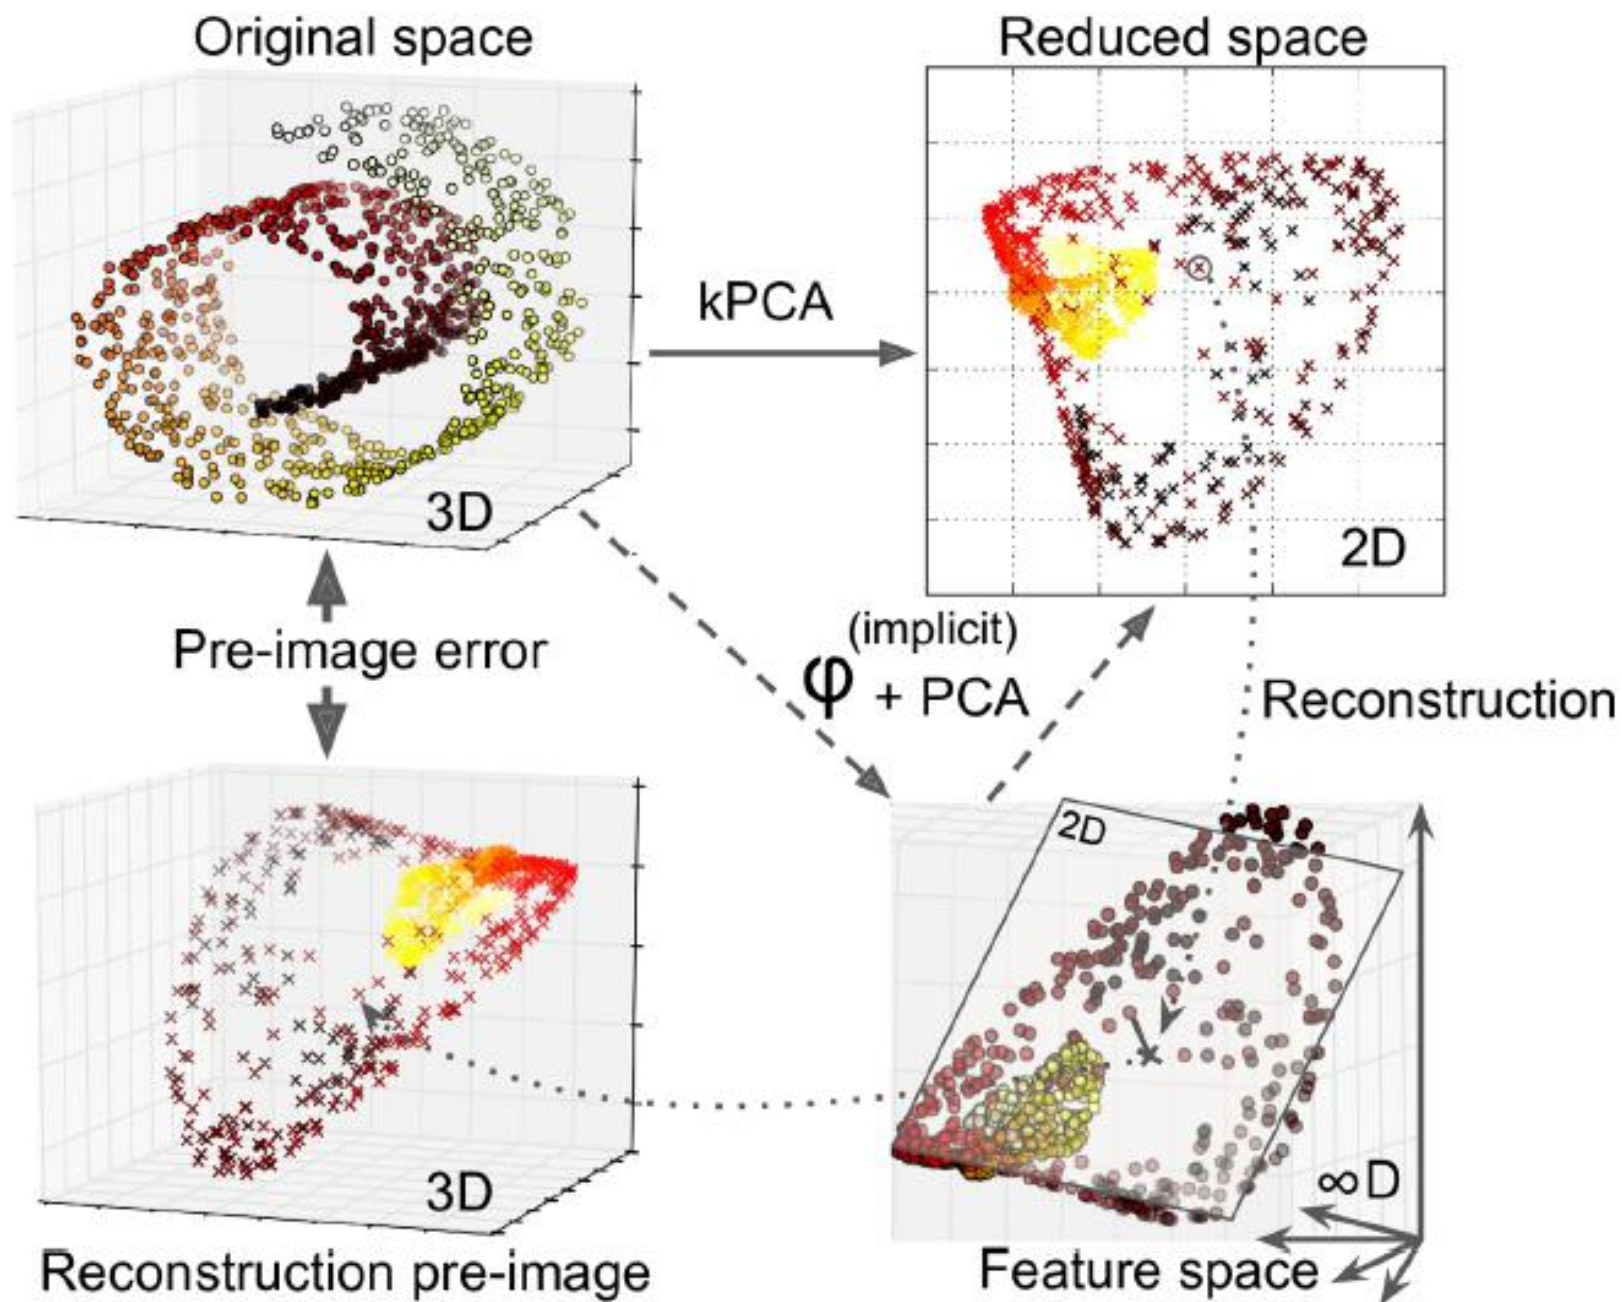 Original space
Reduced space
kPCA
3D
2D
Pre-image error
(implicit)
φ + PCA
Reconstruction
2D
3D
∞D
Reconstruction pre-image
Feature space